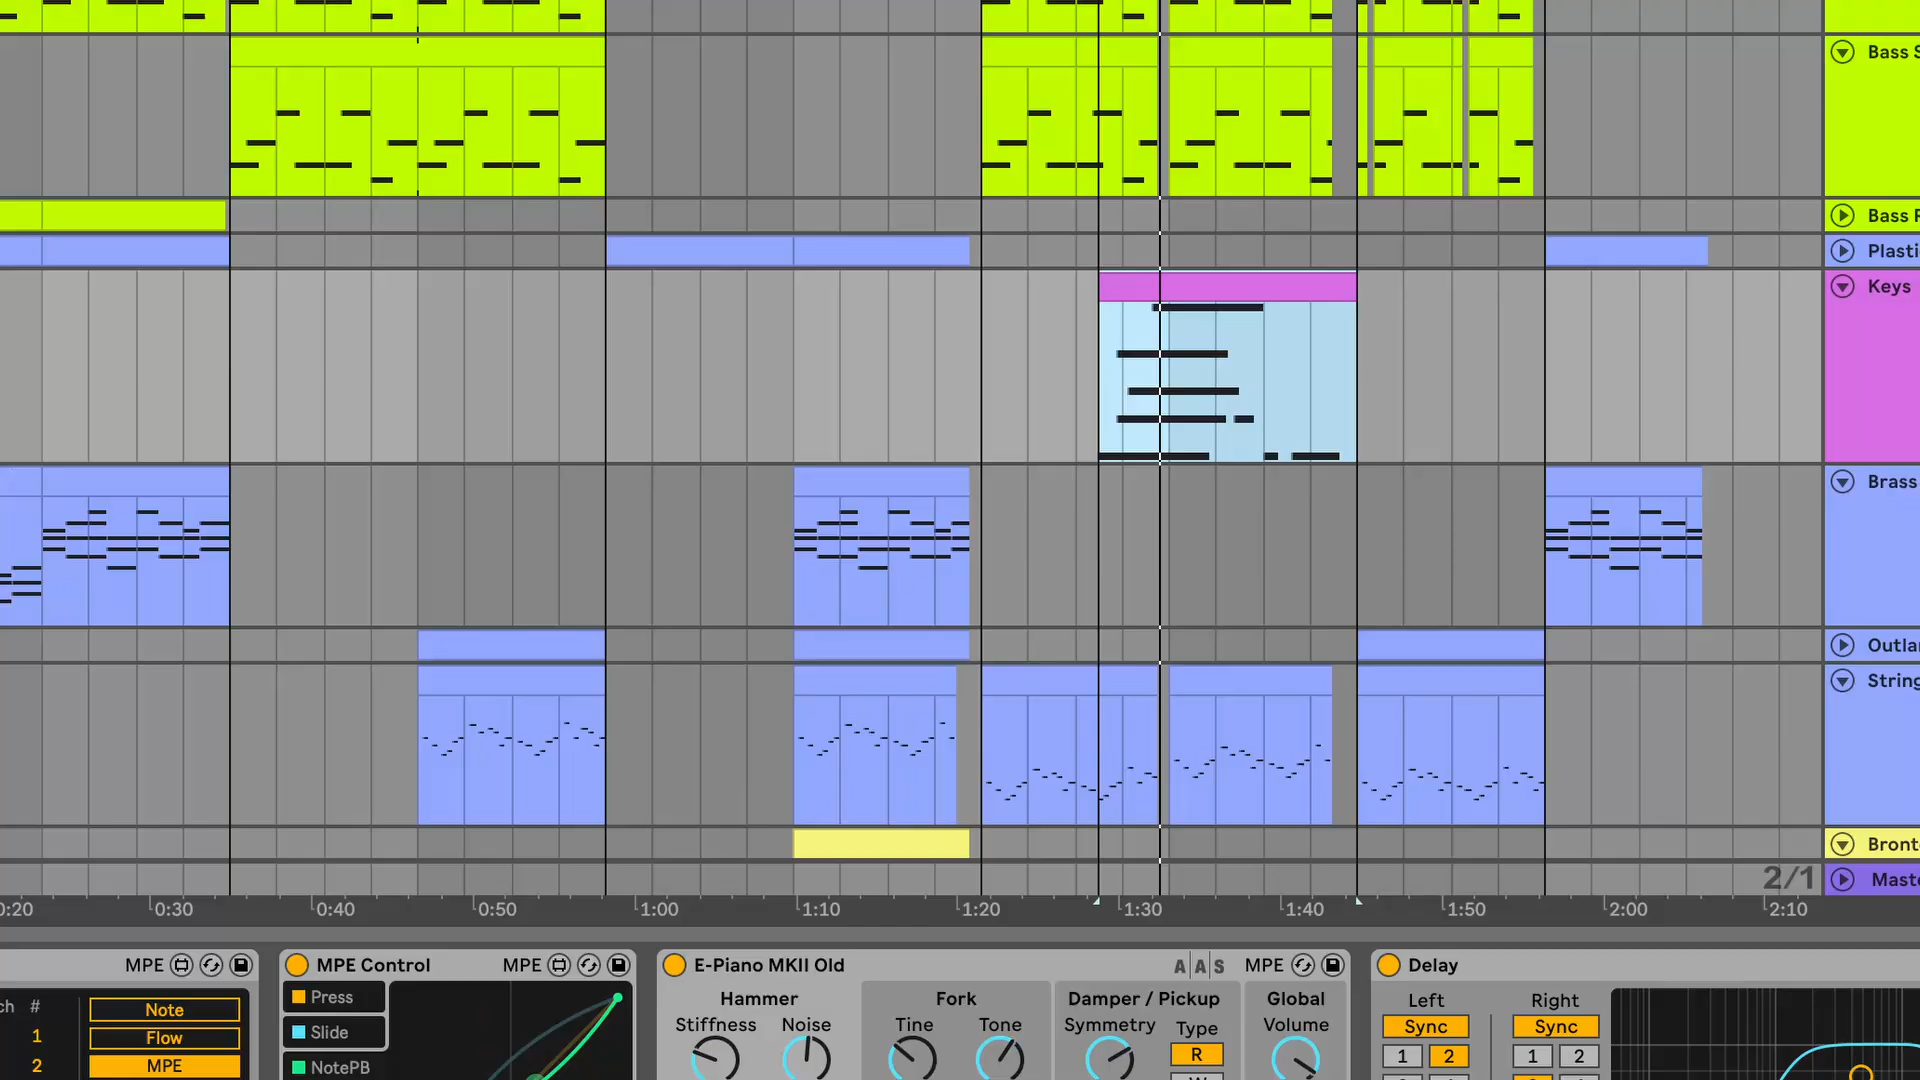 Bass S
Bass
Plasti
Keys
Brass
Outla
String
Bront
2/1
Maste
0:20
0:30
0:40
0:50
1:00
1:10
1:20
1:30
1:40
1:50
2:00
2:10
MPE
MPE Control
MPE
E-Piano MKII Old
A|A|S
MPE
Delay
ch #
Note
1
Flow
2
MPE
Press
Slide
NotePB
Hammer
Fork
Damper / Pickup
Global
Stiffness
Noise
Tine
Tone
Symmetry
Type
Volume
R
Left
Right
Sync
Sync
1
2
1
2